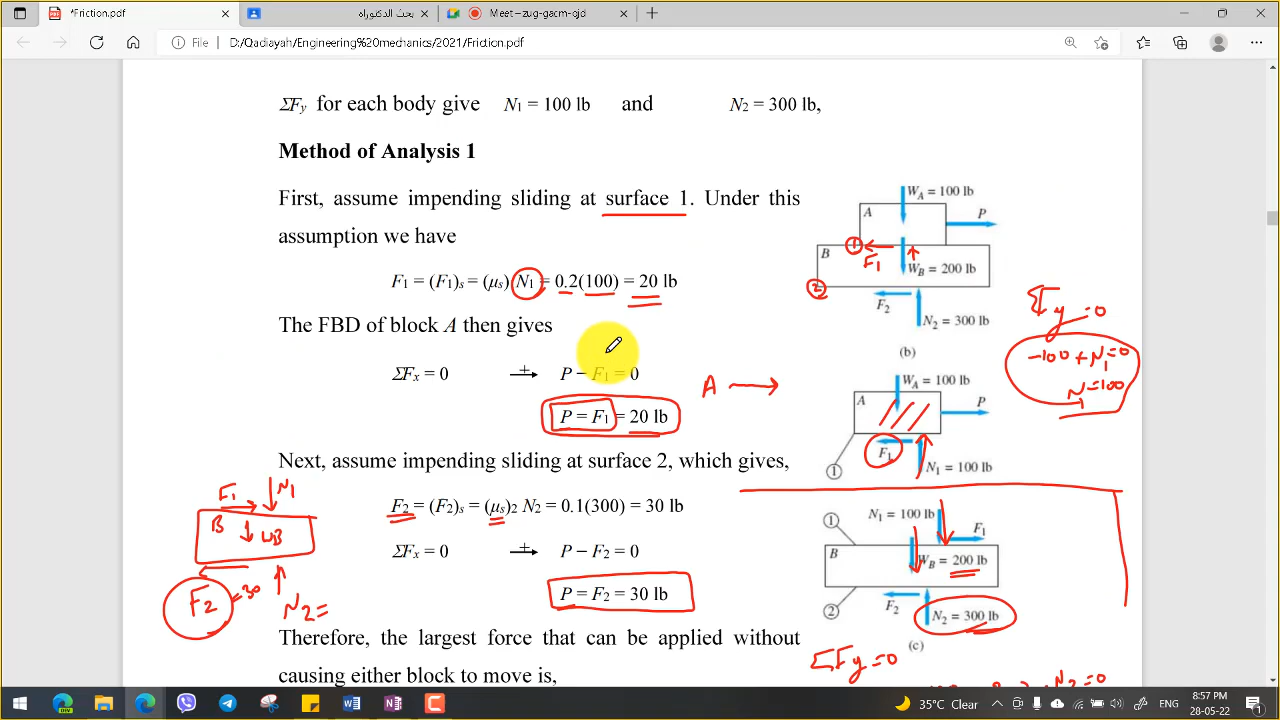 *Friction.pdf
بحث الدكتوراه
Meet-zug-gacm-qjd
File
D:/Qadiayah/Engineering%20mechanics/2021/Friction.pdf
ΣFy for each body give N1 = 100 lb and N2 = 300 lb,
Method of Analysis 1
First, assume impending sliding at surface 1. Under this
assumption we have
F1 = (F1)s = (μs) N1 = 0.2(100) = 20 lb
The FBD of block A then gives
ΣFx = 0 + P − F1 = 0
P = F1 = 20 lb
Next, assume impending sliding at surface 2, which gives,
F2 = (F2)s = (μs)2 N2 = 0.1(300) = 30 lb
ΣFx = 0 + P − F2 = 0
P = F2 = 30 lb
Therefore, the largest force that can be applied without
causing either block to move is,
WA = 100 lb
A
P
1
B
F1
WB = 200 lb
2
F2
N2 = 300 lb
(b)
WA = 100 lb
A
P
F1
1
N1 = 100 lb
N1 = 100 lb
1
F1
B
WB = 200 lb
2
F2
N2 = 300 lb
(c)
Σfy = 0
-100 + N1 = 0
N = 100
A
F1
N1
B
WB
F2 = 30
N2 =
ΣFy = 0
N2 = 0
35°C Clear
ENG
8:57 PM
28-05-22
1